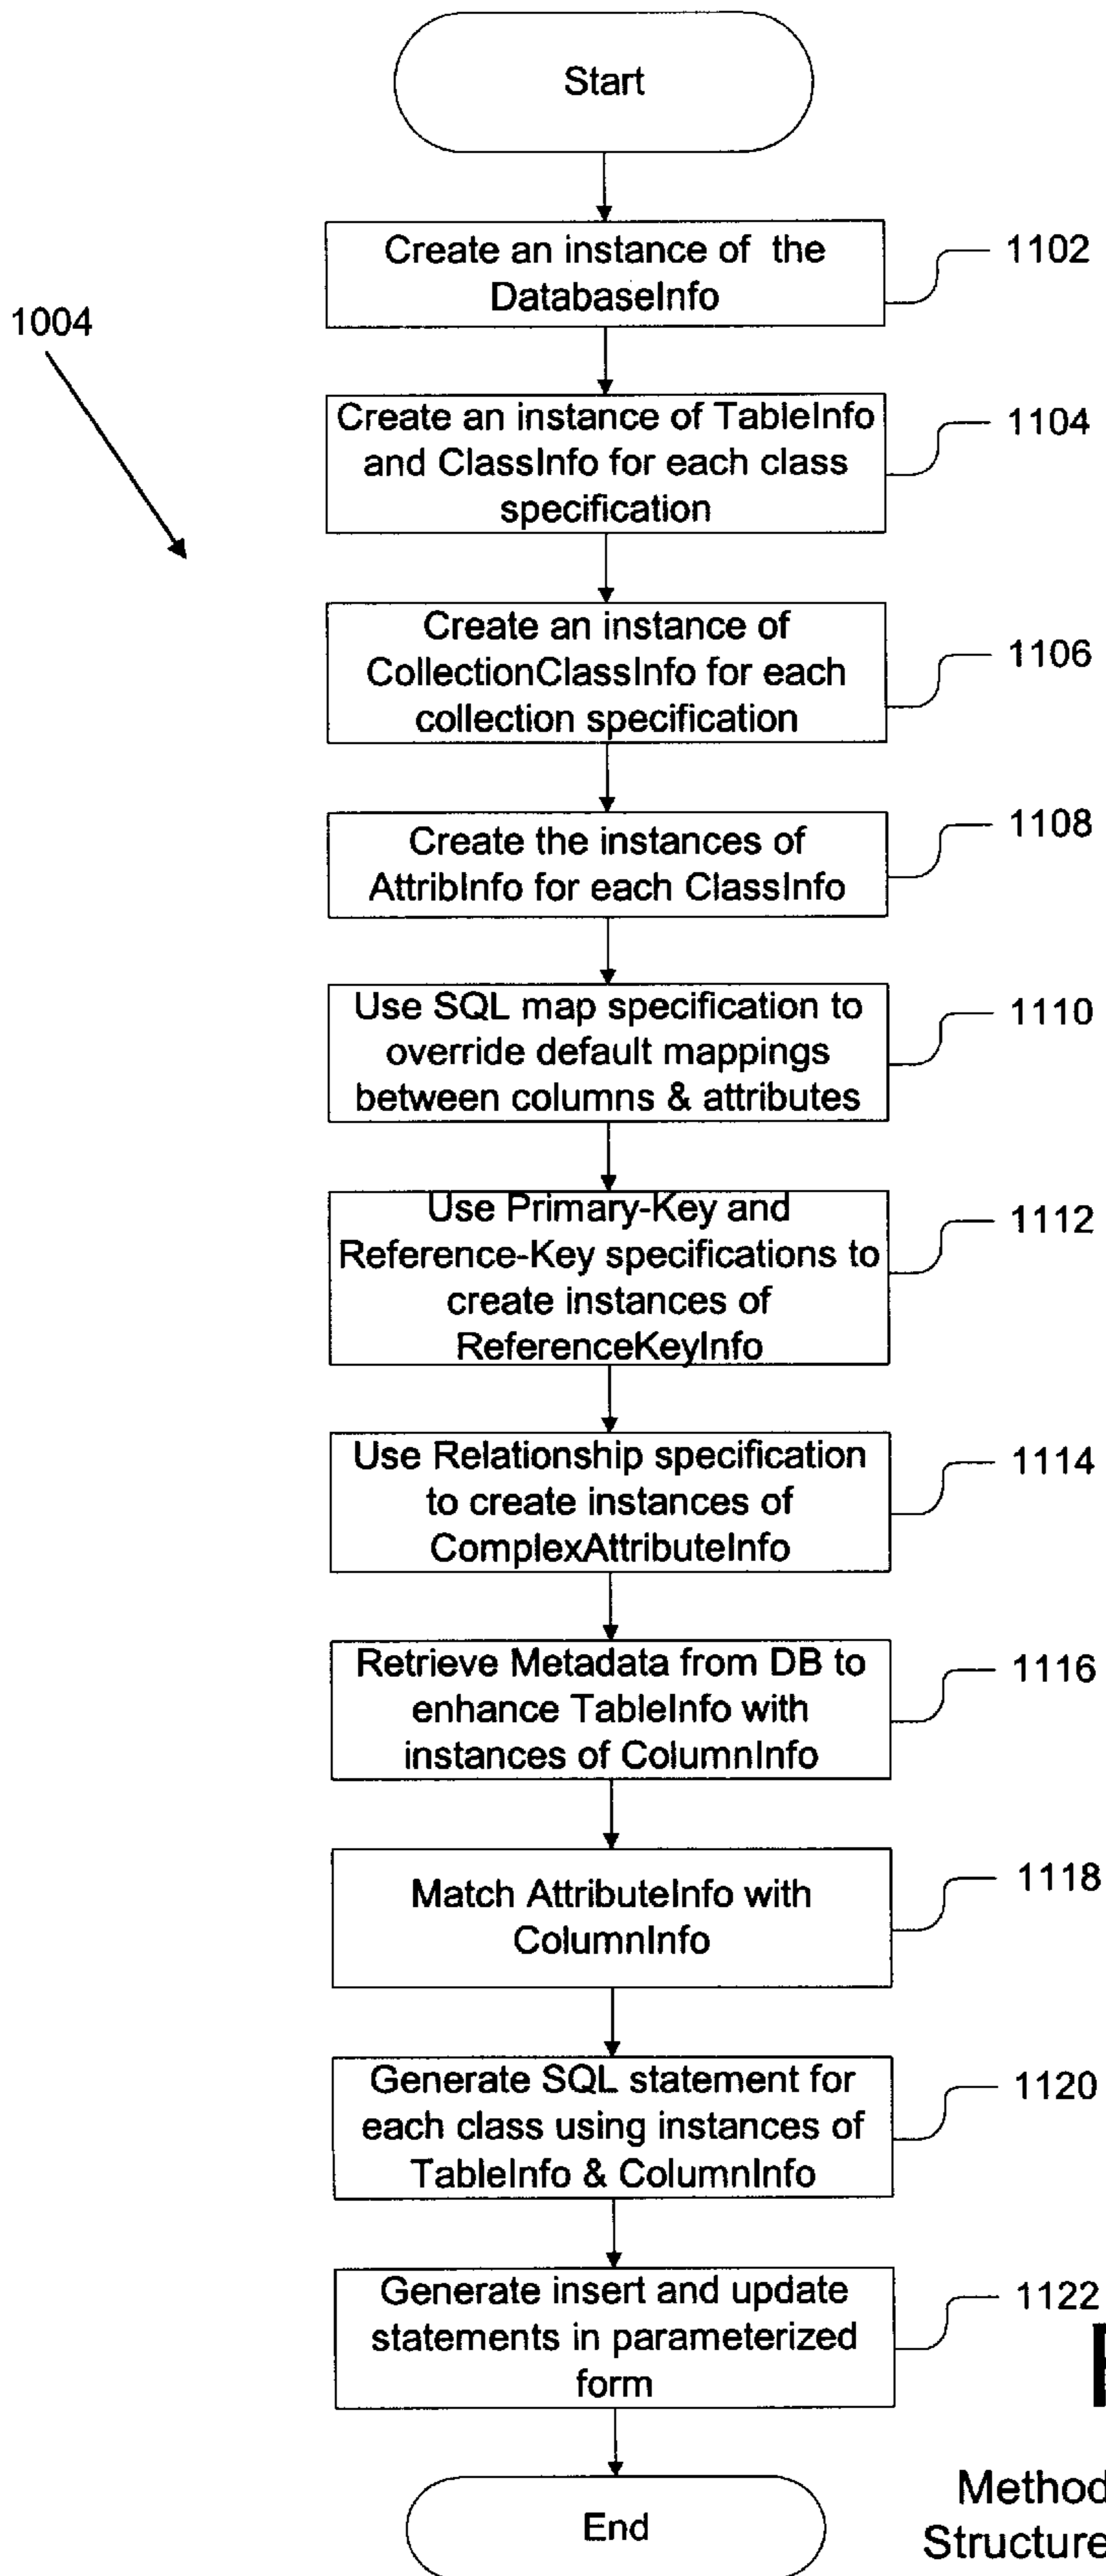 Start
Create an instance of the
DatabaseInfo
1102
1004
Create an instance of TableInfo
and ClassInfo for each class
specification
1104
Create an instance of
CollectionClassInfo for each
collection specification
1106
Create the instances of
AttribInfo for each ClassInfo
1108
Use SQL map specification to
override default mappings
between columns & attributes
1110
Use Primary-Key and
Reference-Key specifications to
create instances of
ReferenceKeyInfo
1112
Use Relationship specification
to create instances of
ComplexAttributeInfo
1114
Retrieve Metadata from DB to
enhance TableInfo with
instances of ColumnInfo
1116
Match AttributeInfo with
ColumnInfo
1118
Generate SQL statement for
each class using instances of
TableInfo & ColumnInfo
1120
Generate insert and update
statements in parameterized
form
1122
End
Method
Structure